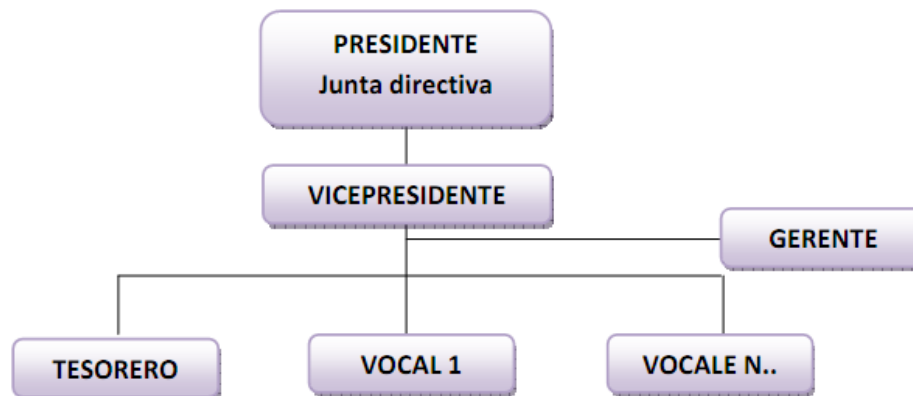 PRESIDENTE
Junta directiva
VICEPRESIDENTE
GERENTE
TESORERO
VOCAL 1
VOCALE N..